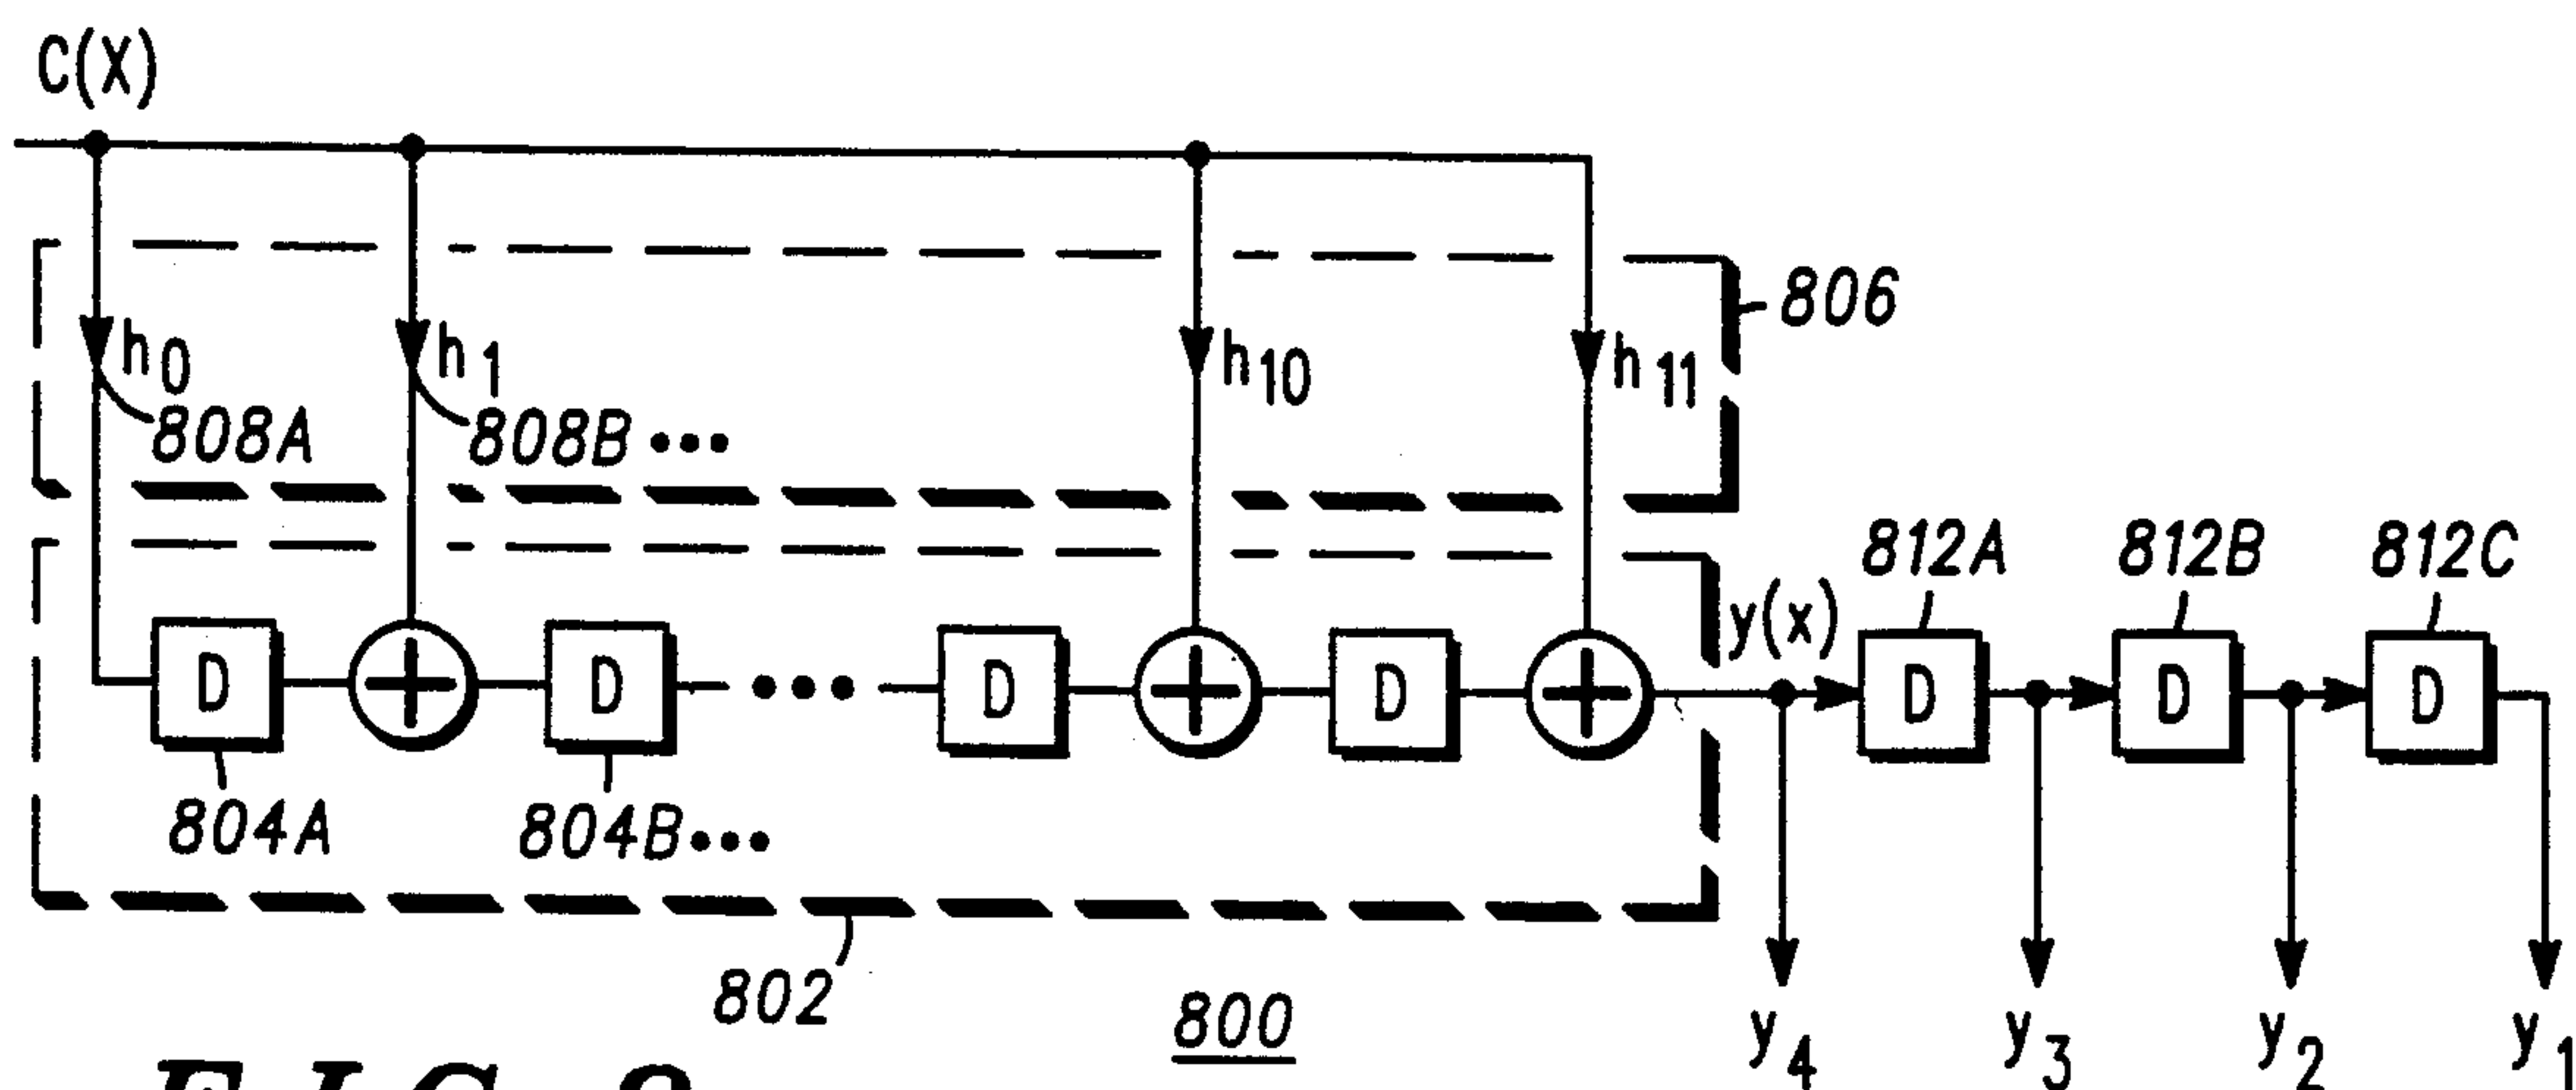 C(X)
806
h0
h1
h10
h11
808A
808B...
812A
812B
812C
y(x)
D
+
D
...
D
+
D
+
D
D
D
804A
804B...
802
800
y4
y3
y2
y1